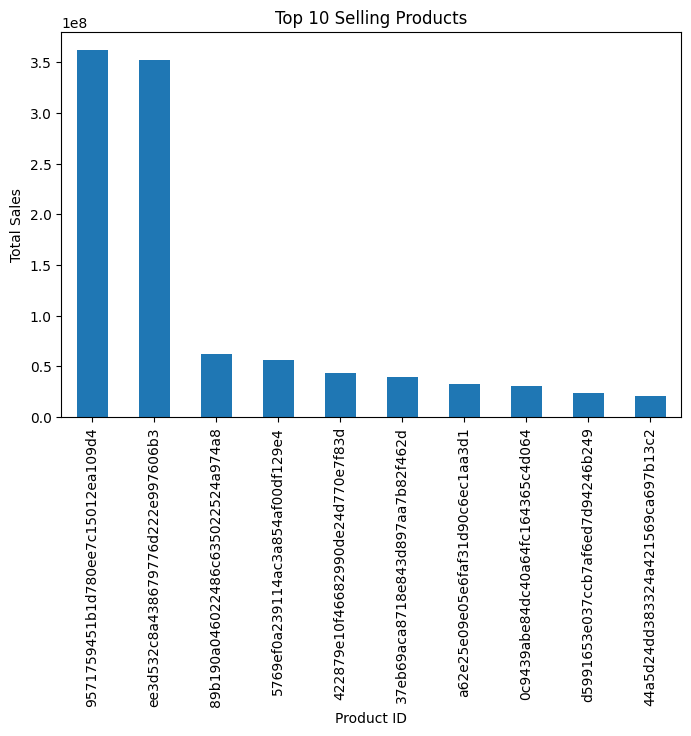 Top 10 Selling Products
1e8
3.5
3.0
2.5
2.0
1.5
1.0
0.5
0.0
Total Sales
9571759451b1d780ee7c15012ea109d4
ee3d532c8a438679776d222e997606b3
89b190a046022486c635022524a974a8
5769ef0a239114ac3a854af00df129e4
422879e10f46682990de24d770e7f83d
37eb69aca8718e843d897aa7b82f462d
a62e25e09e05e6faf31d90c6ec1aa3d1
0c9439abe84dc40a64fc164365c4d064
d5991653e037ccb7af6ed7d94246b249
44a5d24dd383324a421569ca697b13c2
Product ID